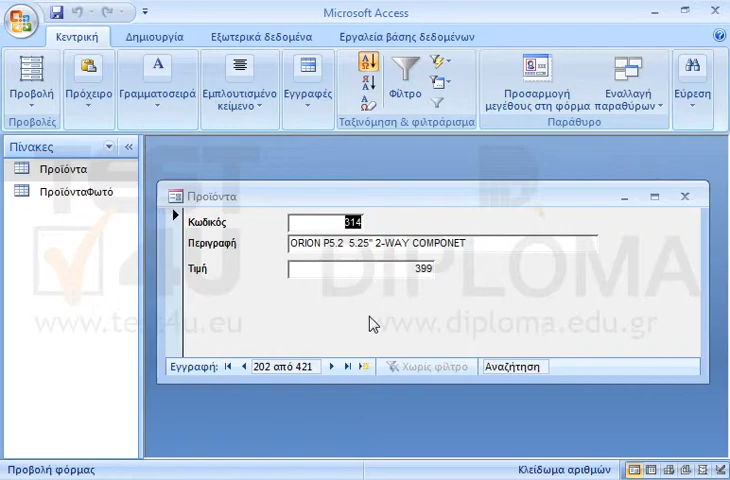 Microsoft Access
Κεντρική Δημιουργία Εξωτερικά δεδομένα Εργαλεία βάσης δεδομένων
Προβολή Πρόχειρο Γραμματοσειρά Εμπλουτισμένο κείμενο Εγγραφές Φίλτρο Προσαρμογή μεγέθους στη φόρμα Εναλλαγή παραθύρων Εύρεση
Προβολές Ταξινόμηση & φιλτράρισμα Παράθυρο
Πίνακες
Προϊόντα
ΠροϊόνταΦωτό
Προϊόντα
Κωδικός 314
Περιγραφή ORION P5.2 5.25" 2-WAY COMPONET
Τιμή 399
TEST 4U DIPLOMA
www.test4u.eu www.diploma.edu.gr
Εγγραφή: 202 από 421 Χωρίς φίλτρο Αναζήτηση
Προβολή φόρμας Κλείδωμα αριθμών